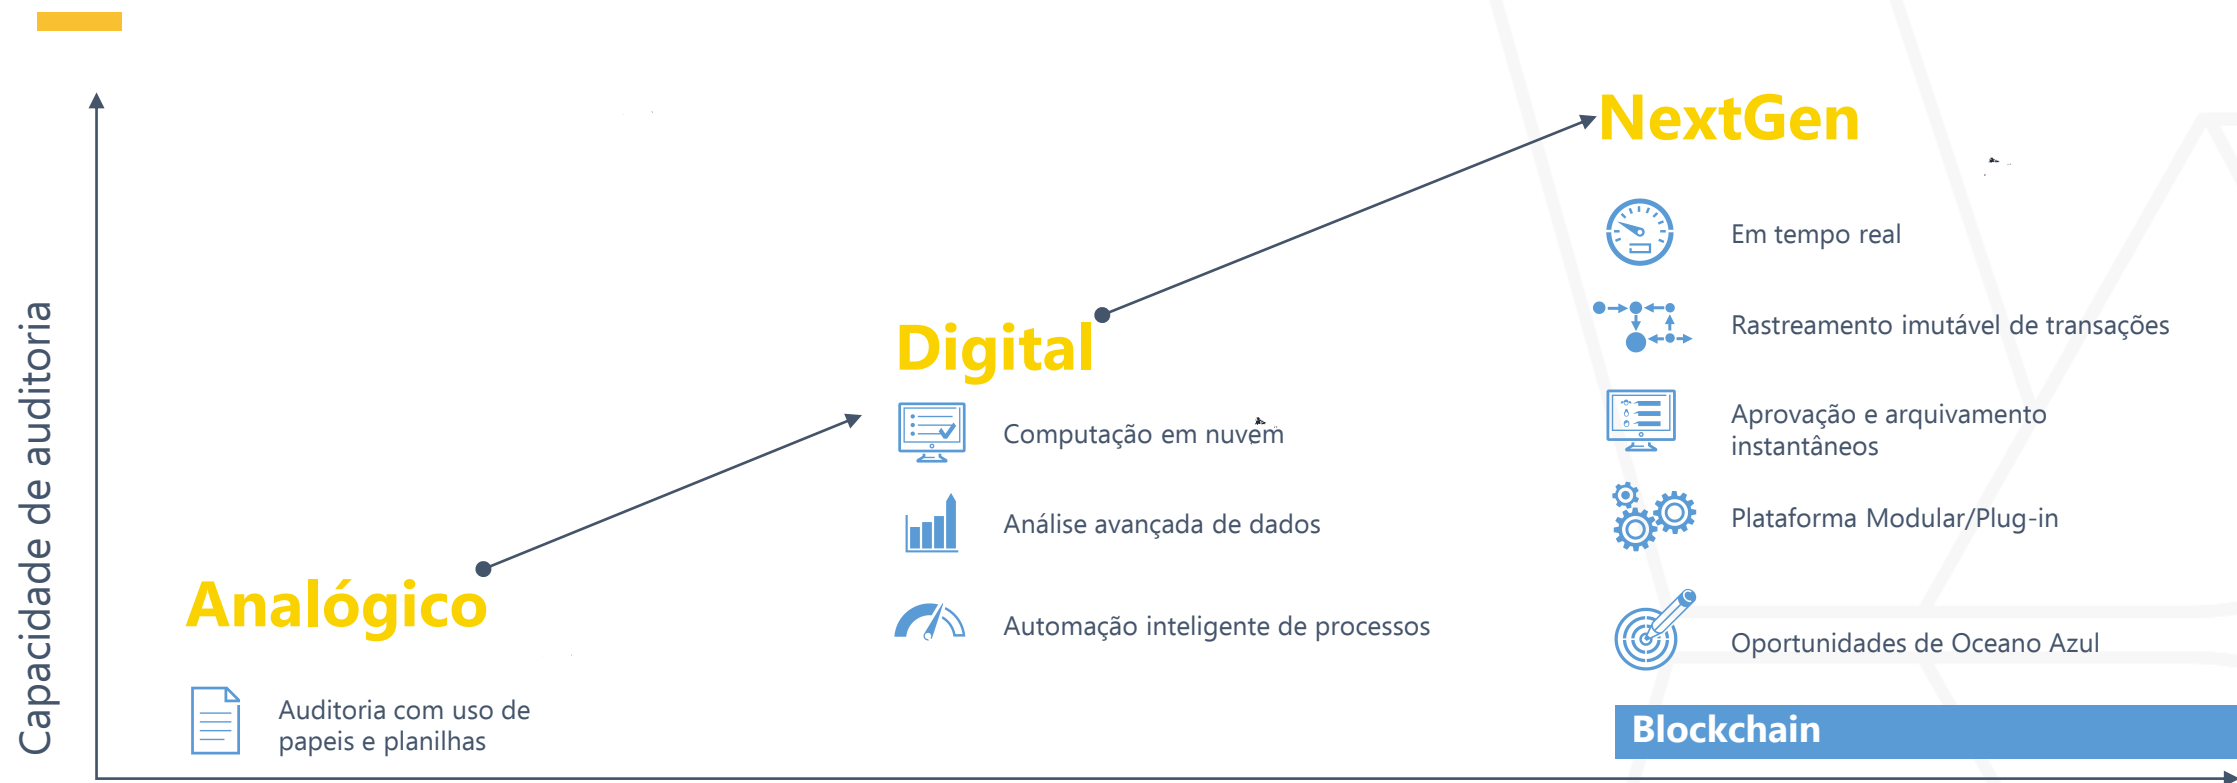 Capacidade de auditoria
Analógico
Auditoria com uso de
papeis e planilhas
Digital
Computação em nuvem
Análise avançada de dados
Automação inteligente de processos
NextGen
Em tempo real
Rastreamento imutável de transações
Aprovação e arquivamento
instantâneos
Plataforma Modular/Plug-in
Oportunidades de Oceano Azul
Blockchain